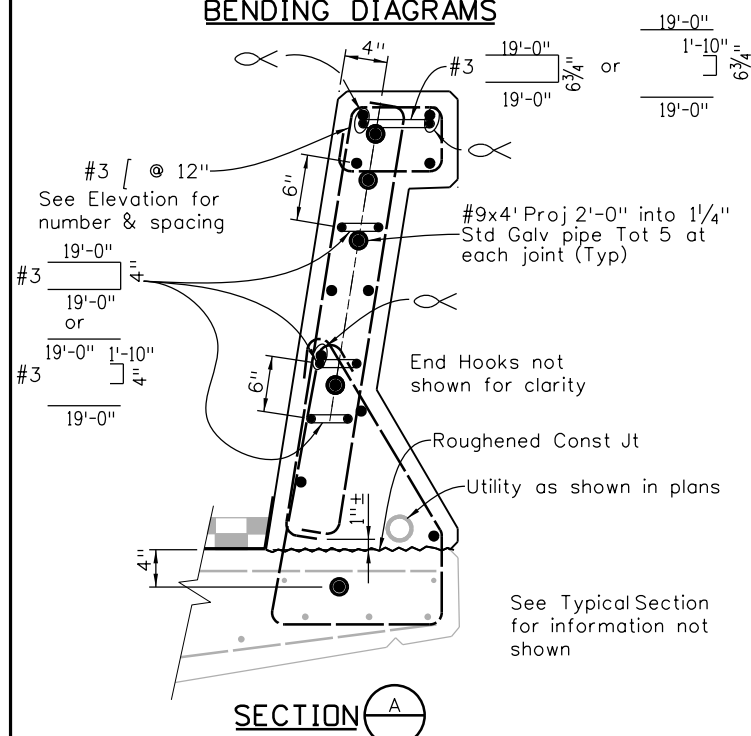 BENDING DIAGRAMS
4"
#3
19'-0"
6¾"
19'-0"
or
19'-0"
1'-10"
6¾"
19'-0"
#3 [ @ 12"
See Elevation for
number & spacing
6"
#9x4' Proj 2'-0" into 1¼"
Std Galv pipe Tot 5 at
each joint (Typ)
19'-0"
#3
4"
19'-0"
or
19'-0" 1'-10"
#3
4"
19'-0"
6"
End Hooks not
shown for clarity
Roughened Const Jt
Utility as shown in plans
1"±
4"
See Typical Section
for information not
shown
SECTION A